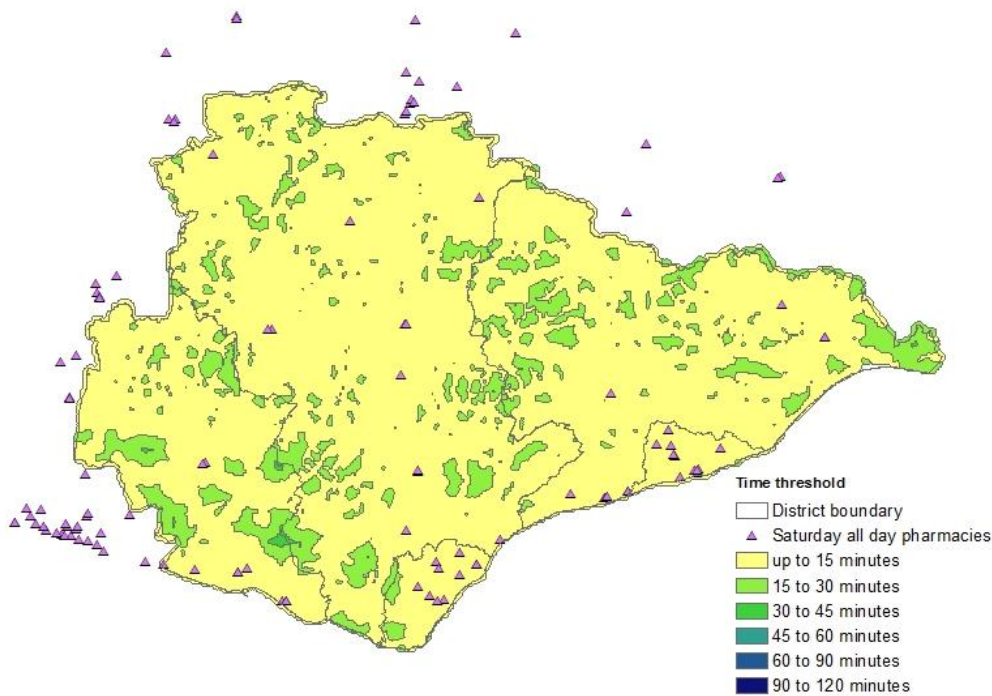 Time threshold
District boundary
Saturday all day pharmacies
up to 15 minutes
15 to 30 minutes
30 to 45 minutes
45 to 60 minutes
60 to 90 minutes
90 to 120 minutes